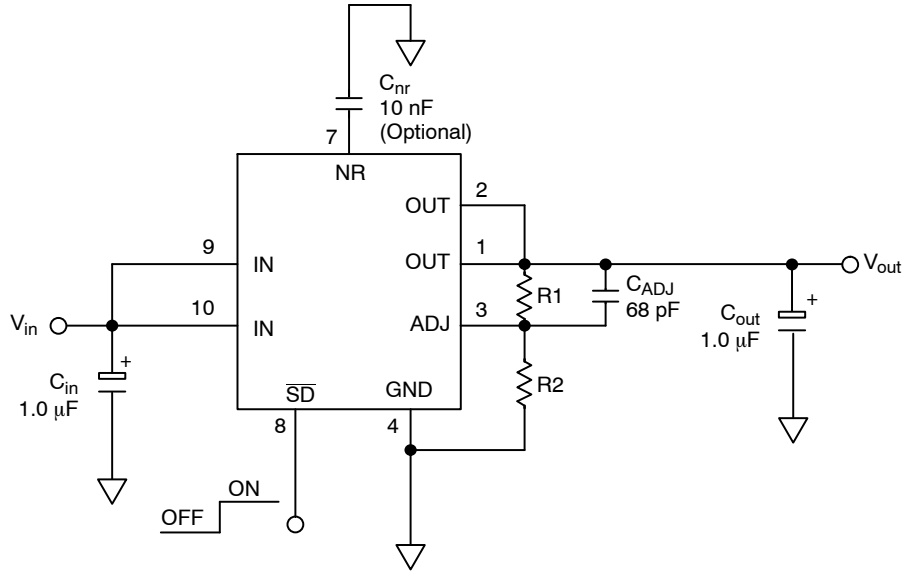 C_nr
10 nF
(Optional)
7
NR
2
OUT
9
IN
1
OUT
V_out
R1
C_ADJ
68 pF
10
IN
3
ADJ
V_in
+
C_in
1.0 µF
+
C_out
1.0 µF
R2
S̅D̅
GND
8
4
ON
OFF